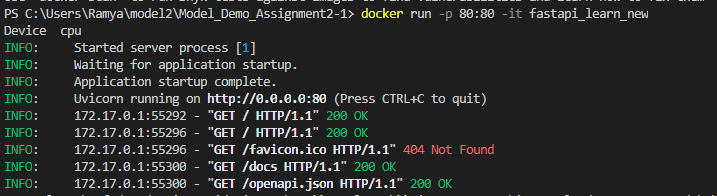 PS C:\Users\Ramya\model2\Model_Demo_Assignment2-1> docker run -p 80:80 -it fastapi_learn_new
Device  cpu
INFO:     Started server process [1]
INFO:     Waiting for application startup.
INFO:     Application startup complete.
INFO:     Uvicorn running on http://0.0.0.0:80 (Press CTRL+C to quit)
INFO:     172.17.0.1:55292 - "GET / HTTP/1.1" 200 OK
INFO:     172.17.0.1:55296 - "GET / HTTP/1.1" 200 OK
INFO:     172.17.0.1:55296 - "GET /favicon.ico HTTP/1.1" 404 Not Found
INFO:     172.17.0.1:55300 - "GET /docs HTTP/1.1" 200 OK
INFO:     172.17.0.1:55300 - "GET /openapi.json HTTP/1.1" 200 OK